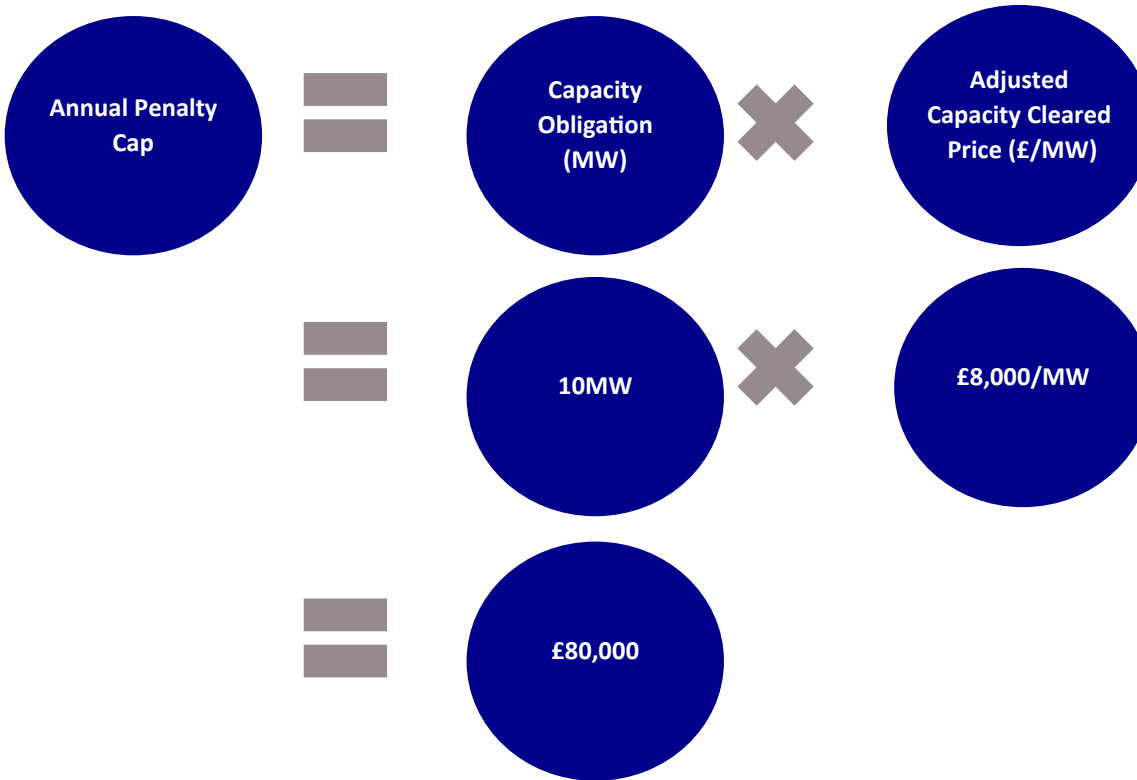 Annual Penalty
Cap
Capacity
Obligation
(MW)
Adjusted
Capacity Cleared
Price (£/MW)
10MW
£8,000/MW
£80,000